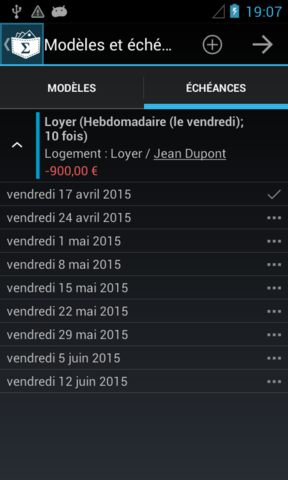 19:07
Modèles et éché...
MODÈLES
ÉCHÉANCES
Loyer (Hebdomadaire (le vendredi);
10 fois)
Logement : Loyer / Jean Dupont
-900,00 €
vendredi 17 avril 2015
vendredi 24 avril 2015
vendredi 1 mai 2015
vendredi 8 mai 2015
vendredi 15 mai 2015
vendredi 22 mai 2015
vendredi 29 mai 2015
vendredi 5 juin 2015
vendredi 12 juin 2015